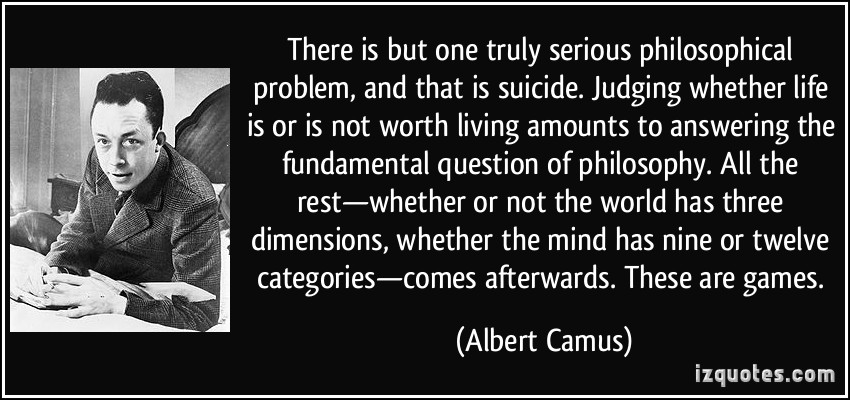 There is but one truly serious philosophical
problem, and that is suicide. Judging whether life
is or is not worth living amounts to answering the
fundamental question of philosophy. All the
rest—whether or not the world has three
dimensions, whether the mind has nine or twelve
categories—comes afterwards. These are games.
(Albert Camus)
izquotes.com